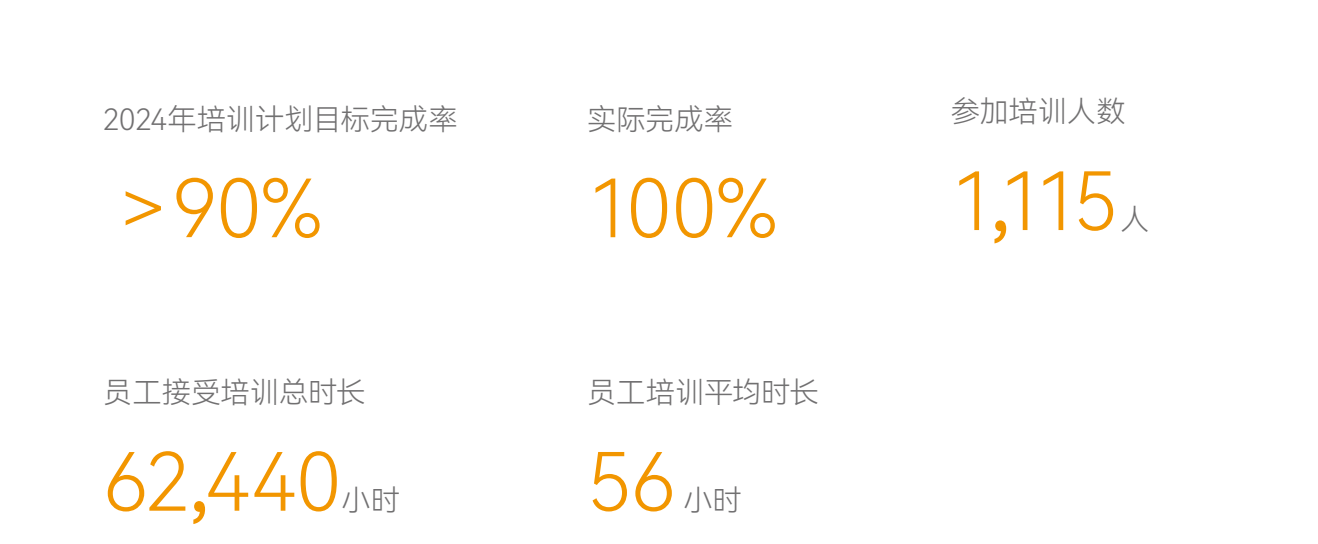 2024年培训计划目标完成率
>90%
实际完成率
100%
参加培训人数
1,115人
员工接受培训总时长
62,440小时
员工培训平均时长
56 小时